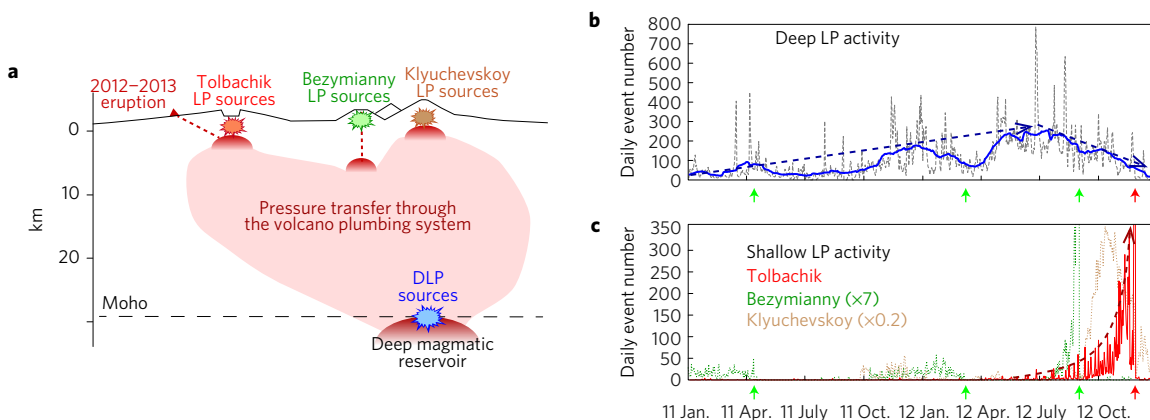 a
2012–2013
eruption
Tolbachik
LP sources
Bezymianny
LP sources
Klyuchevskoy
LP sources
0
10
20
km
Pressure transfer through
the volcano plumbing system
Moho
DLP
sources
Deep magmatic
reservoir
b
Daily event number
800
700
600
500
400
300
200
100
0
Deep LP activity
c
Daily event number
350
300
250
200
150
100
50
0
Shallow LP activity
Tolbachik
Bezymianny (×7)
Klyuchevskoy (×0.2)
11 Jan. 11 Apr. 11 July 11 Oct. 12 Jan. 12 Apr. 12 July 12 Oct.